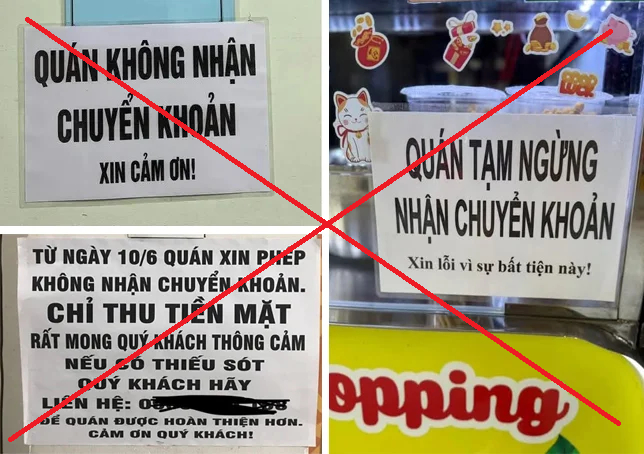 QUÁN KHÔNG NHẬN
CHUYỂN KHOẢN
XIN CẢM ƠN!
QUÁN TẠM NGỪNG
NHẬN CHUYỂN KHOẢN
Xin lỗi vì sự bất tiện này!
TỪ NGÀY 10/6 QUÁN XIN PHÉP
KHÔNG NHẬN CHUYỂN KHOẢN.
CHỈ THU TIỀN MẶT
RẤT MONG QUÝ KHÁCH THÔNG CẢM
NẾU CÓ THIẾU SÓT
QUÝ KHÁCH HÃY
LIÊN HỆ:
ĐỂ QUÁN ĐƯỢC HOÀN THIỆN HƠN.
CẢM ƠN QUÝ KHÁCH!
opping